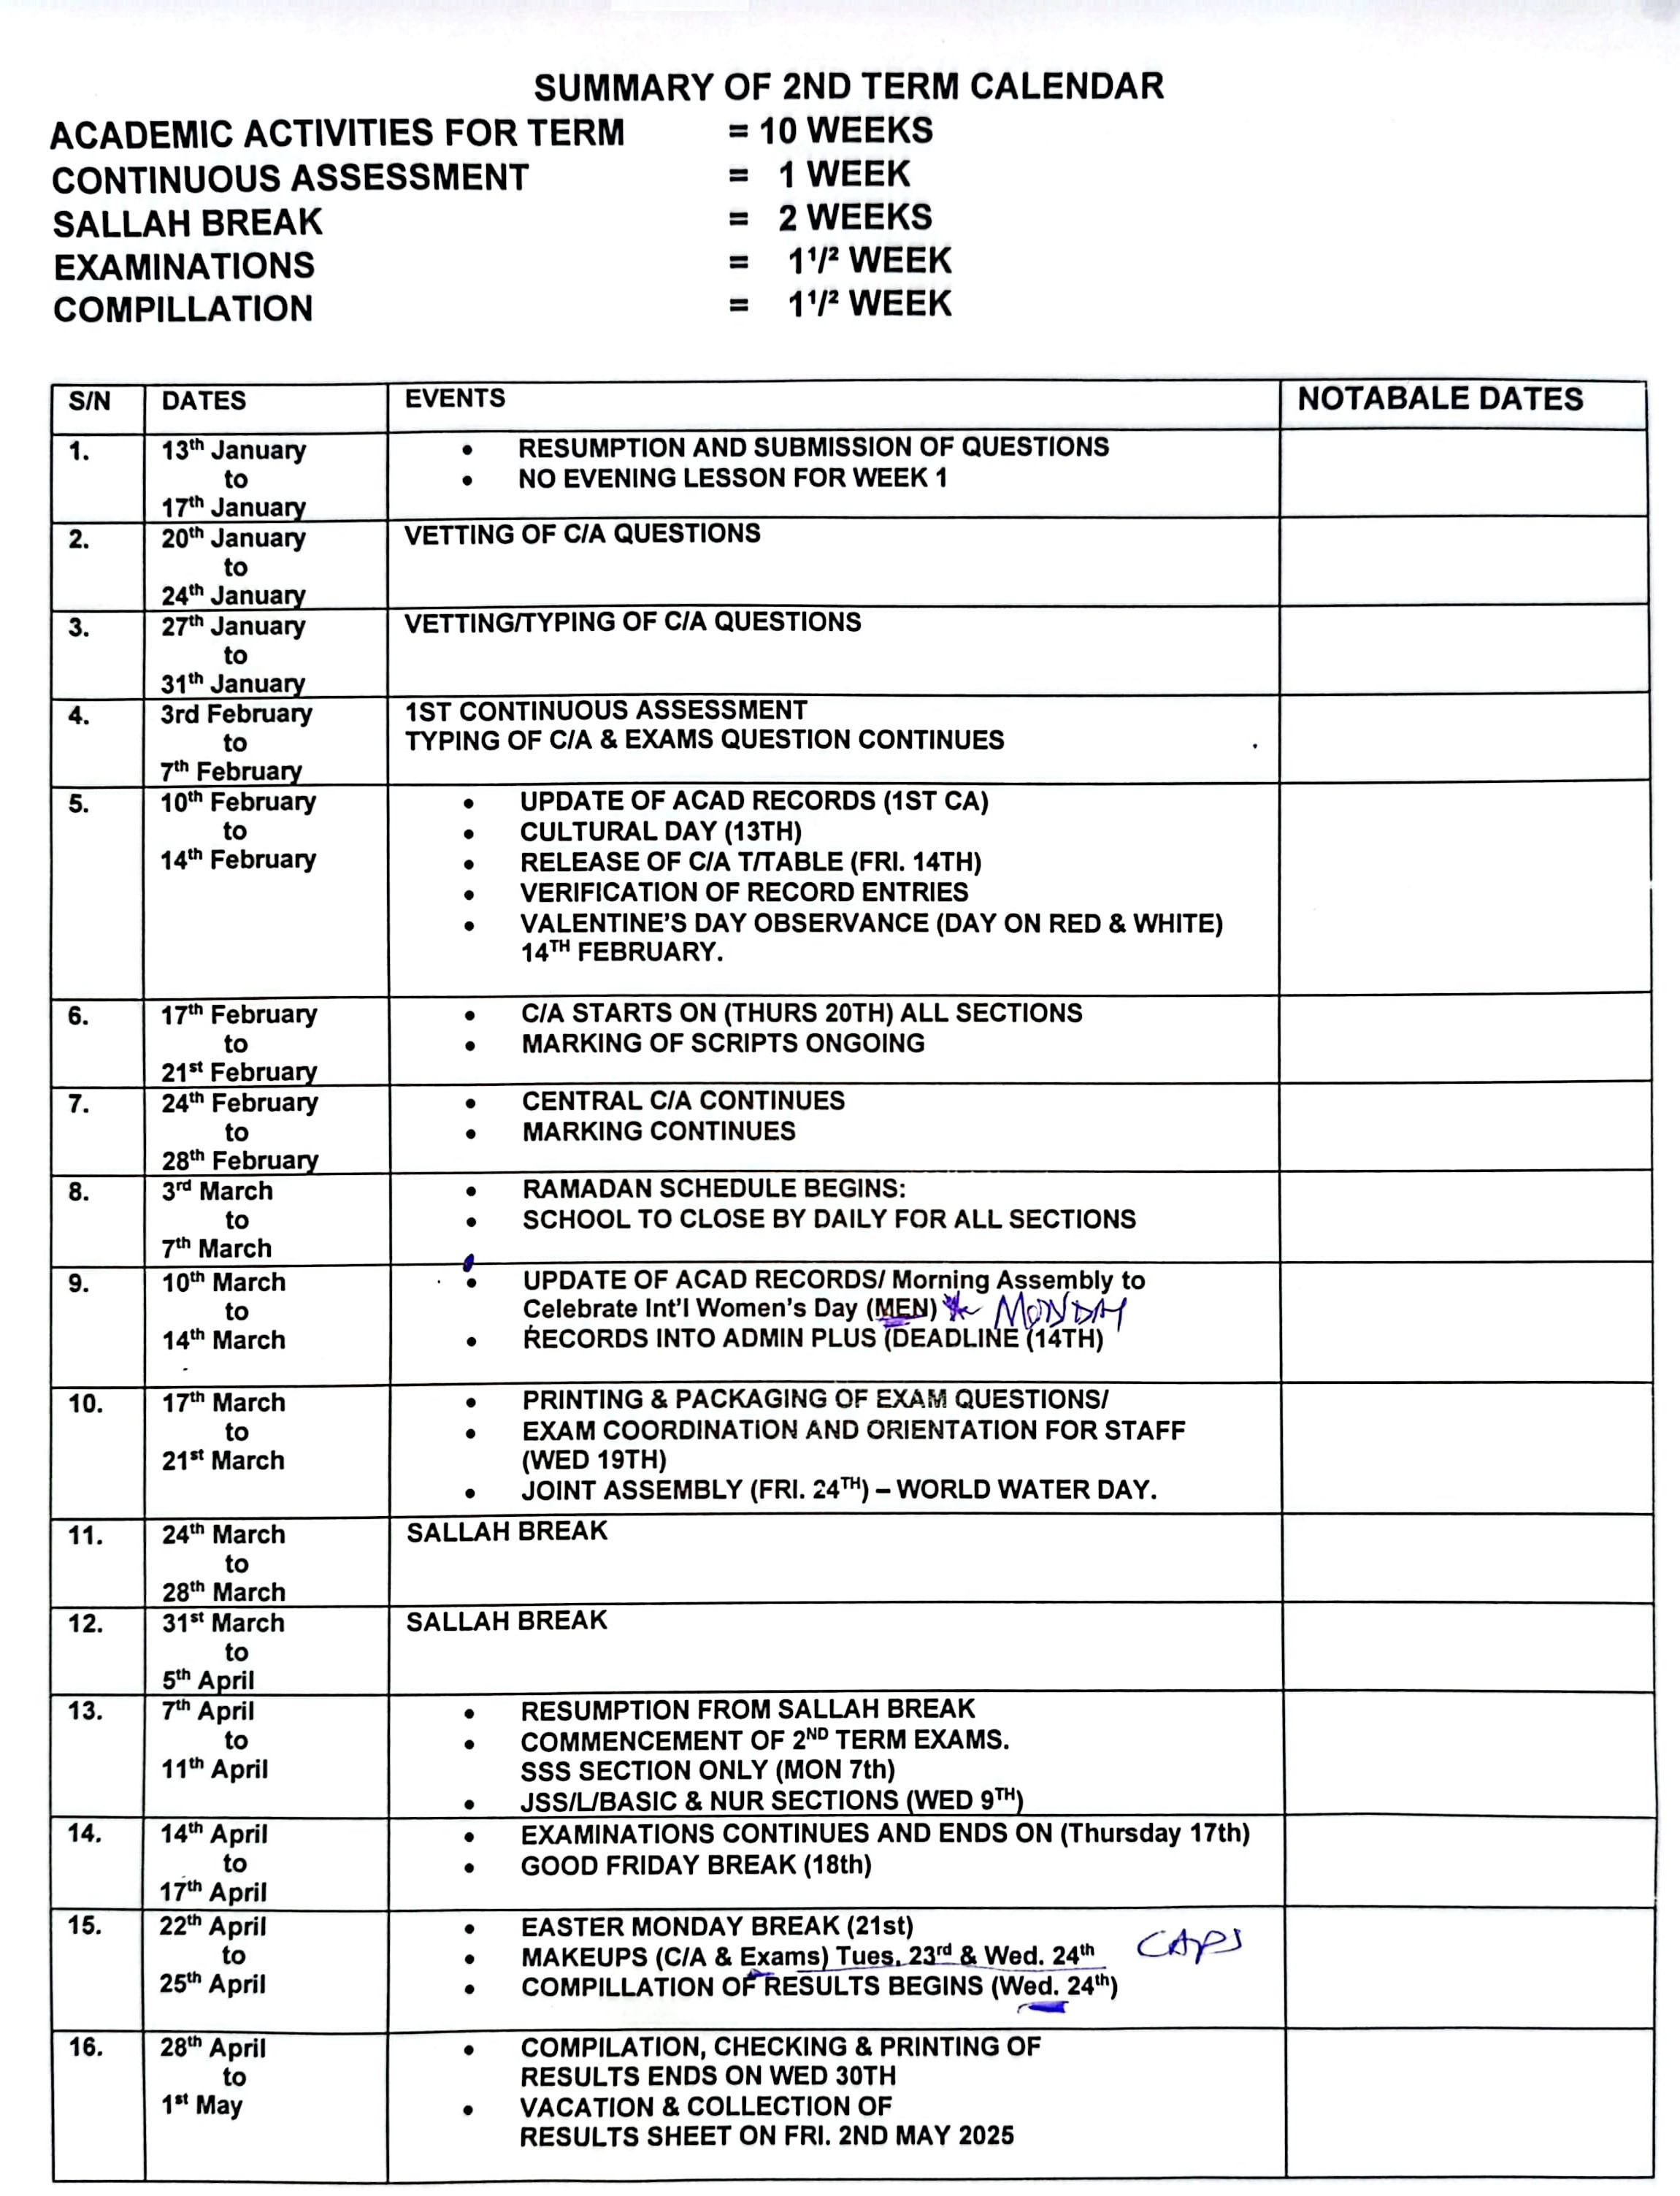 SUMMARY OF 2ND TERM CALENDAR
ACADEMIC ACTIVITIES FOR TERM = 10 WEEKS
CONTINUOUS ASSESSMENT = 1 WEEK
SALLAH BREAK = 2 WEEKS
EXAMINATIONS = 1¹/² WEEK
COMPILLATION = 1¹/² WEEK
S/N DATES EVENTS NOTABALE DATES
1. 13th January
to
17th January
• RESUMPTION AND SUBMISSION OF QUESTIONS
• NO EVENING LESSON FOR WEEK 1
2. 20th January
to
24th January
VETTING OF C/A QUESTIONS
3. 27th January
to
31th January
VETTING/TYPING OF C/A QUESTIONS
4. 3rd February
to
7th February
1ST CONTINUOUS ASSESSMENT
TYPING OF C/A & EXAMS QUESTION CONTINUES
5. 10th February
to
14th February
• UPDATE OF ACAD RECORDS (1ST CA)
• CULTURAL DAY (13TH)
• RELEASE OF C/A T/TABLE (FRI. 14TH)
• VERIFICATION OF RECORD ENTRIES
• VALENTINE'S DAY OBSERVANCE (DAY ON RED & WHITE)
14TH FEBRUARY.
6. 17th February
to
21st February
• C/A STARTS ON (THURS 20TH) ALL SECTIONS
• MARKING OF SCRIPTS ONGOING
7. 24th February
to
28th February
• CENTRAL C/A CONTINUES
• MARKING CONTINUES
8. 3rd March
to
7th March
• RAMADAN SCHEDULE BEGINS:
• SCHOOL TO CLOSE BY DAILY FOR ALL SECTIONS
9. 10th March
to
14th March
• UPDATE OF ACAD RECORDS/ Morning Assembly to
Celebrate Int'l Women's Day (MEN) * MONDAY
• RECORDS INTO ADMIN PLUS (DEADLINE (14TH)
10. 17th March
to
21st March
• PRINTING & PACKAGING OF EXAM QUESTIONS/
• EXAM COORDINATION AND ORIENTATION FOR STAFF
(WED 19TH)
• JOINT ASSEMBLY (FRI. 24TH) – WORLD WATER DAY.
11. 24th March
to
28th March
SALLAH BREAK
12. 31st March
to
5th April
SALLAH BREAK
13. 7th April
to
11th April
• RESUMPTION FROM SALLAH BREAK
• COMMENCEMENT OF 2ND TERM EXAMS.
SSS SECTION ONLY (MON 7th)
• JSS/L/BASIC & NUR SECTIONS (WED 9TH)
14. 14th April
to
17th April
• EXAMINATIONS CONTINUES AND ENDS ON (Thursday 17th)
• GOOD FRIDAY BREAK (18th)
15. 22th April
to
25th April
• EASTER MONDAY BREAK (21st)
• MAKEUPS (C/A & Exams) Tues. 23rd & Wed. 24th CAPS
• COMPILLATION OF RESULTS BEGINS (Wed. 24th)
16. 28th April
to
1st May
• COMPILATION, CHECKING & PRINTING OF
RESULTS ENDS ON WED 30TH
• VACATION & COLLECTION OF
RESULTS SHEET ON FRI. 2ND MAY 2025